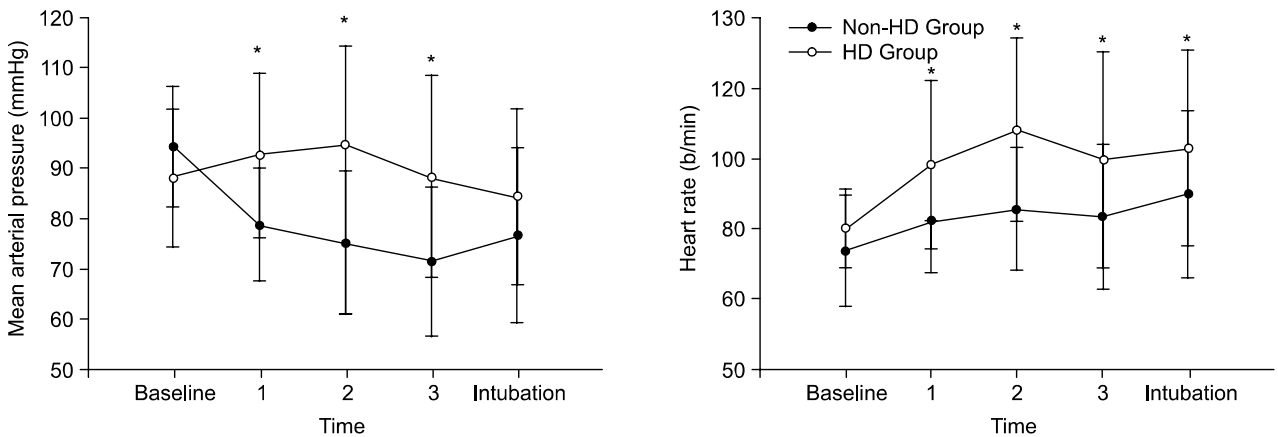 Mean arterial pressure (mmHg)
120
110
100
90
80
70
60
50
*
*
*
Baseline
1
2
3
Intubation
Time
Heart rate (b/min)
130
120
100
80
60
50
Non-HD Group
HD Group
*
*
*
*
Baseline
1
2
3
Intubation
Time